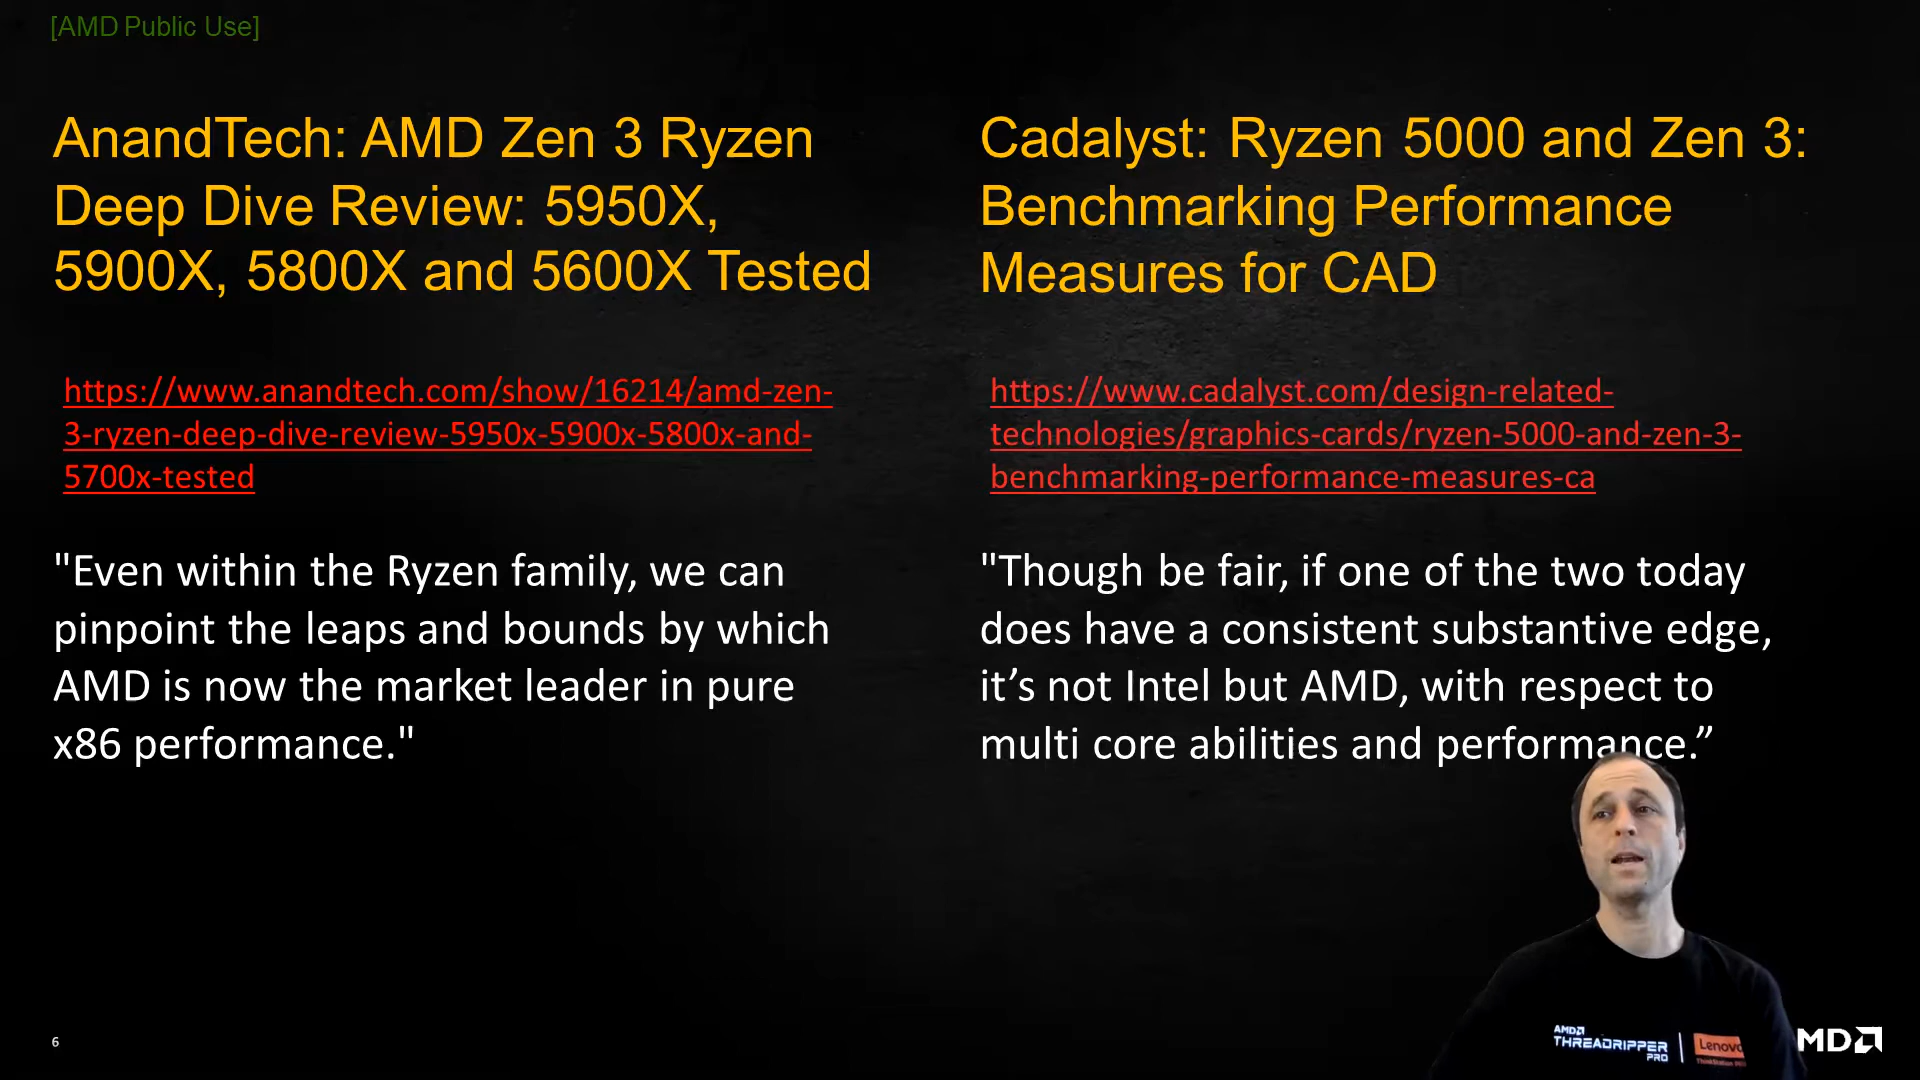 [AMD Public Use]
AnandTech: AMD Zen 3 Ryzen
Deep Dive Review: 5950X,
5900X, 5800X and 5600X Tested
https://www.anandtech.com/show/16214/amd-zen-
3-ryzen-deep-dive-review-5950x-5900x-5800x-and-
5700x-tested
"Even within the Ryzen family, we can
pinpoint the leaps and bounds by which
AMD is now the market leader in pure
x86 performance."
Cadalyst: Ryzen 5000 and Zen 3:
Benchmarking Performance
Measures for CAD
https://www.cadalyst.com/design-related-
technologies/graphics-cards/ryzen-5000-and-zen-3-
benchmarking-performance-measures-ca
"Though be fair, if one of the two today
does have a consistent substantive edge,
it’s not Intel but AMD, with respect to
multi core abilities and performance.”
AMD
THREADRIPPER
PRO
Lenovo
ThinkStation
MD
6